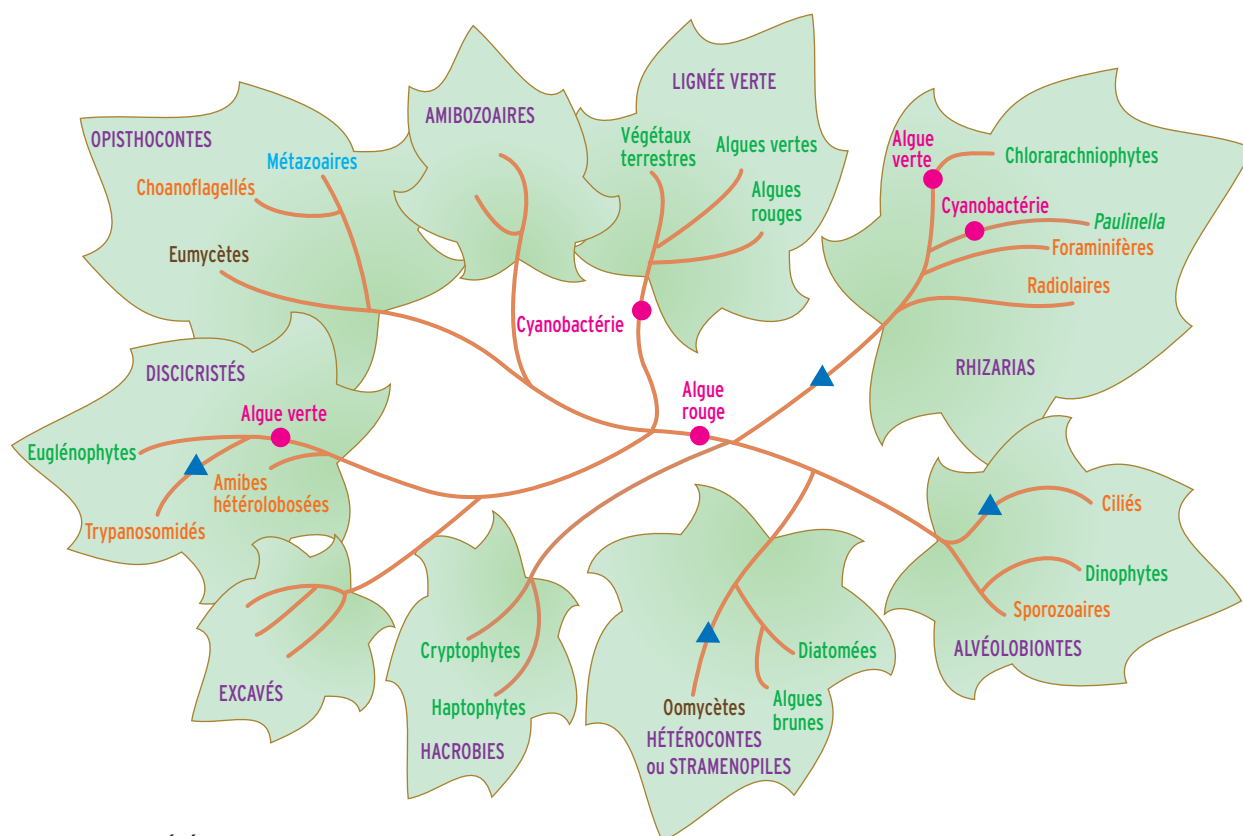 LIGNÉE VERTE
AMIBOZOAIRES
OPISTHOCONTES
Végétaux
terrestres
Algues vertes
Algues
rouges
Métazoaires
Choanoflagellés
Eumycètes
Algue
verte
Chlorarachniophytes
Cyanobactérie
Paulinella
Foraminifères
Radiolaires
RHIZARIAS
Cyanobactérie
DISCICRISTÉS
Algue verte
Euglénophytes
Amibes
hétérolobosées
Trypanosomidés
Algue
rouge
Ciliés
Dinophytes
Sporozoaires
ALVÉOLOBIONTES
EXCAVÉS
Cryptophytes
Haptophytes
HACROBIES
Diatomées
Algues
brunes
Oomycètes
HÉTÉROCONTES
ou STRAMENOPILES